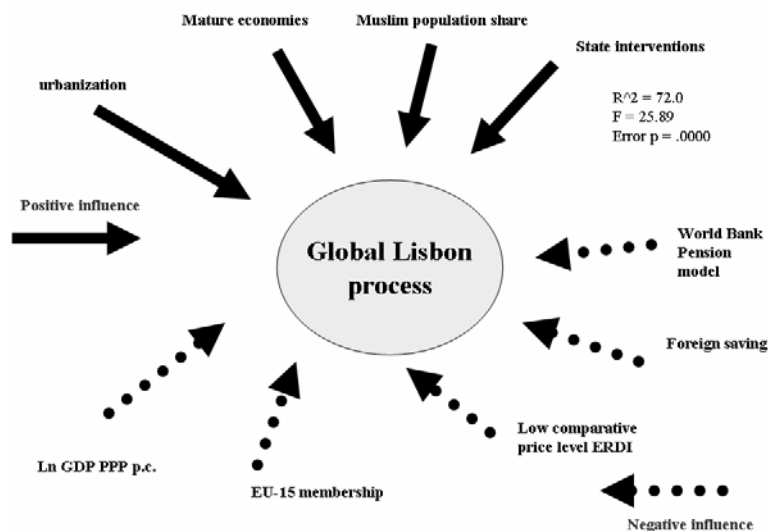 Mature economies
Muslim population share
State interventions
urbanization
R^2 = 72.0
F = 25.89
Error p = .0000
Positive influence
Global Lisbon
process
World Bank
Pension
model
Foreign saving
Low comparative
price level ERDI
Ln GDP PPP p.c.
EU-15 membership
Negative influence